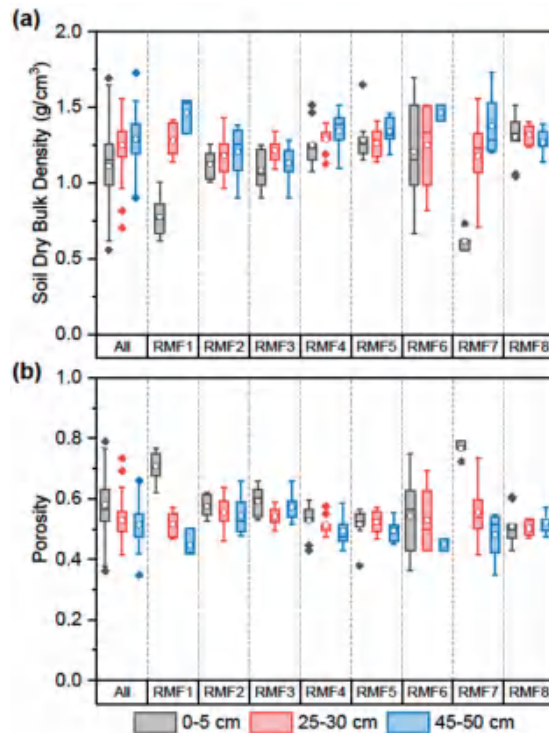 (a)
Soil Dry Bulk Density (g/cm³)
2.0
1.5
1.0
0.5
0.0
All RMF1 RMF2 RMF3 RMF4 RMF5 RMF6 RMF7 RMF8
(b)
Porosity
1.0
0.8
0.6
0.4
0.2
0.0
All RMF1 RMF2 RMF3 RMF4 RMF5 RMF6 RMF7 RMF8
0-5 cm 25-30 cm 45-50 cm